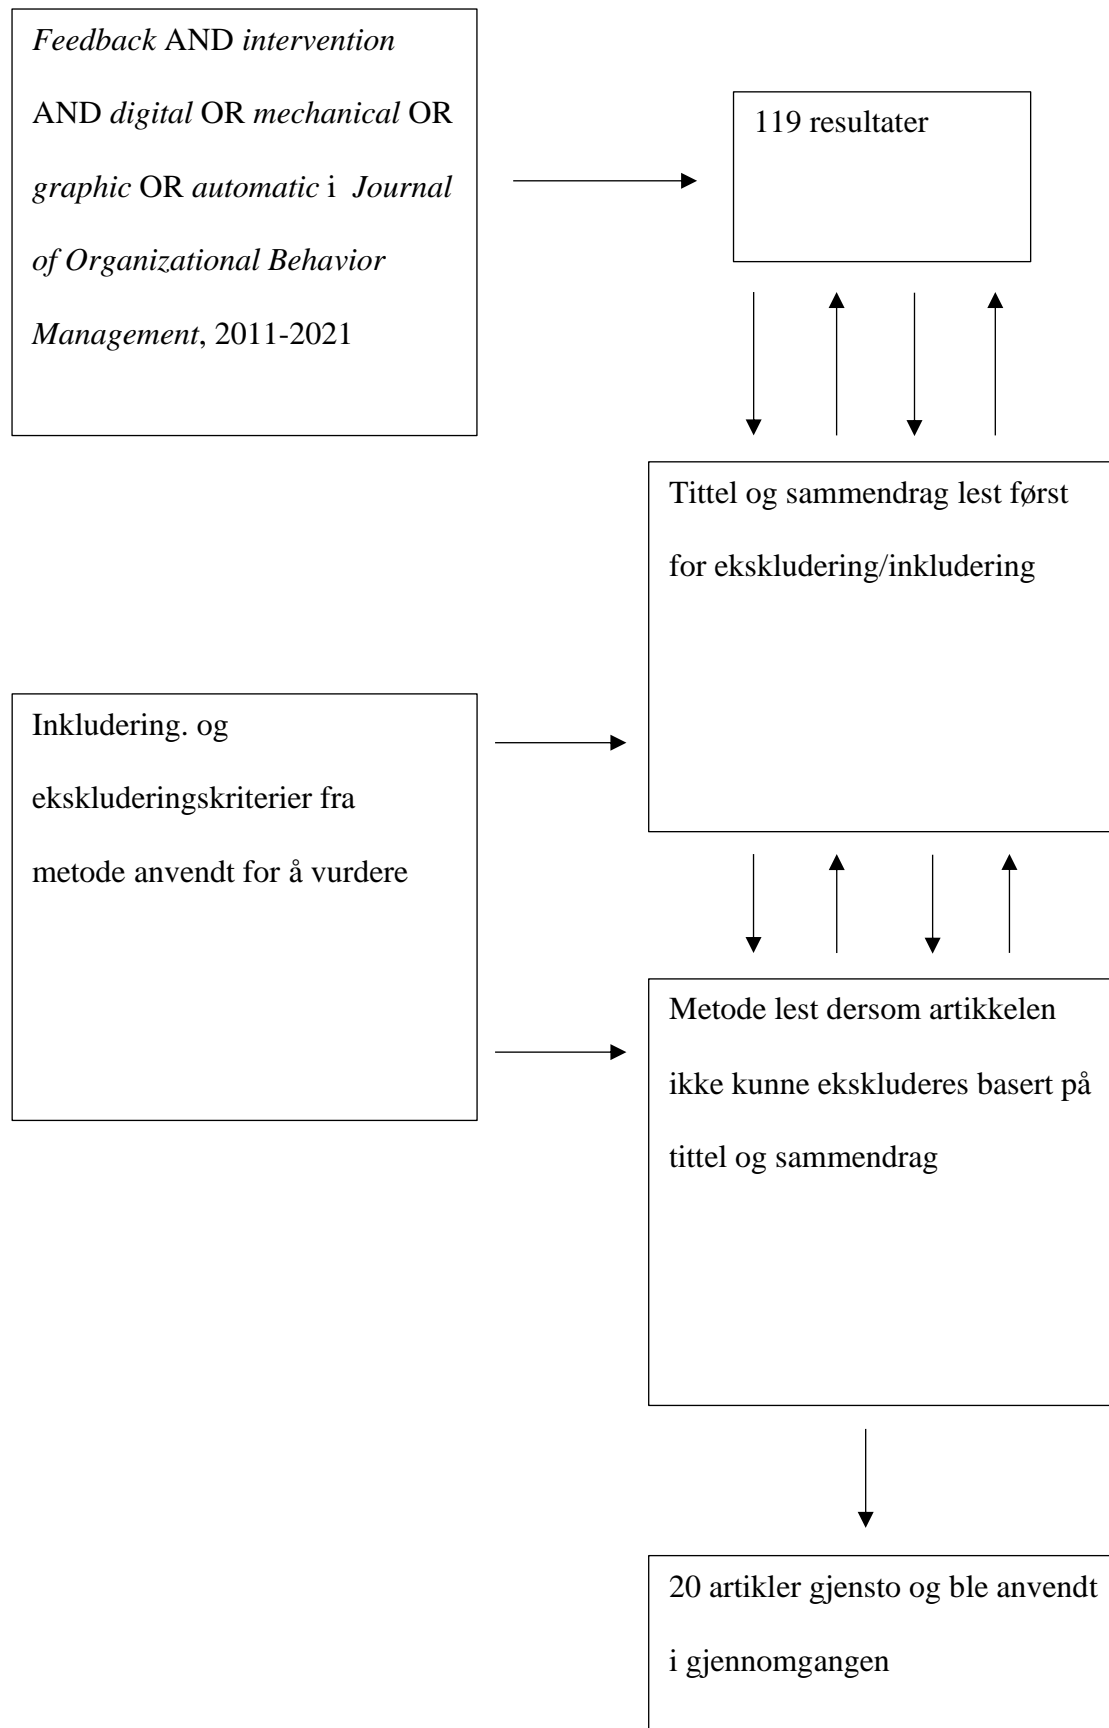 Feedback AND intervention
AND digital OR mechanical OR
graphic OR automatic i Journal
of Organizational Behavior
Management, 2011-2021
119 resultater
Tittel og sammendrag lest først
for ekskludering/inkludering
Inkludering. og
ekskluderingskriterier fra
metode anvendt for å vurdere
Metode lest dersom artikkelen
ikke kunne ekskluderes basert på
tittel og sammendrag
20 artikler gjensto og ble anvendt
i gjennomgangen